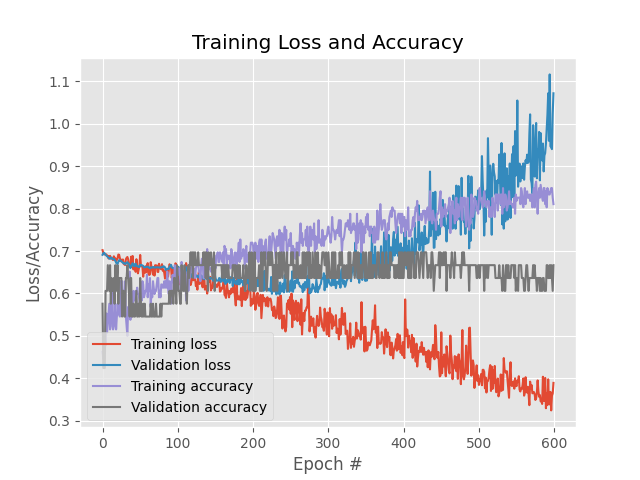 Training Loss and Accuracy
Loss/Accuracy
1.1
1.0
0.9
0.8
0.7
0.6
0.5
0.4
0.3
Training loss
Validation loss
Training accuracy
Validation accuracy
0 100 200 300 400 500 600
Epoch #